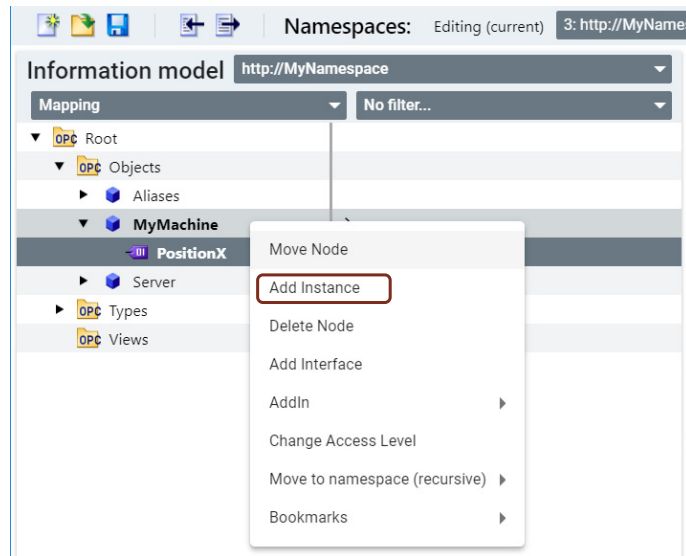 Namespaces: Editing (current) 3: http://MyName
Information model http://MyNamespace
Mapping No filter...
OPC Root
OPC Objects
Aliases
MyMachine
PositionX
Server
OPC Types
OPC Views
Move Node
Add Instance
Delete Node
Add Interface
AddIn
Change Access Level
Move to namespace (recursive)
Bookmarks